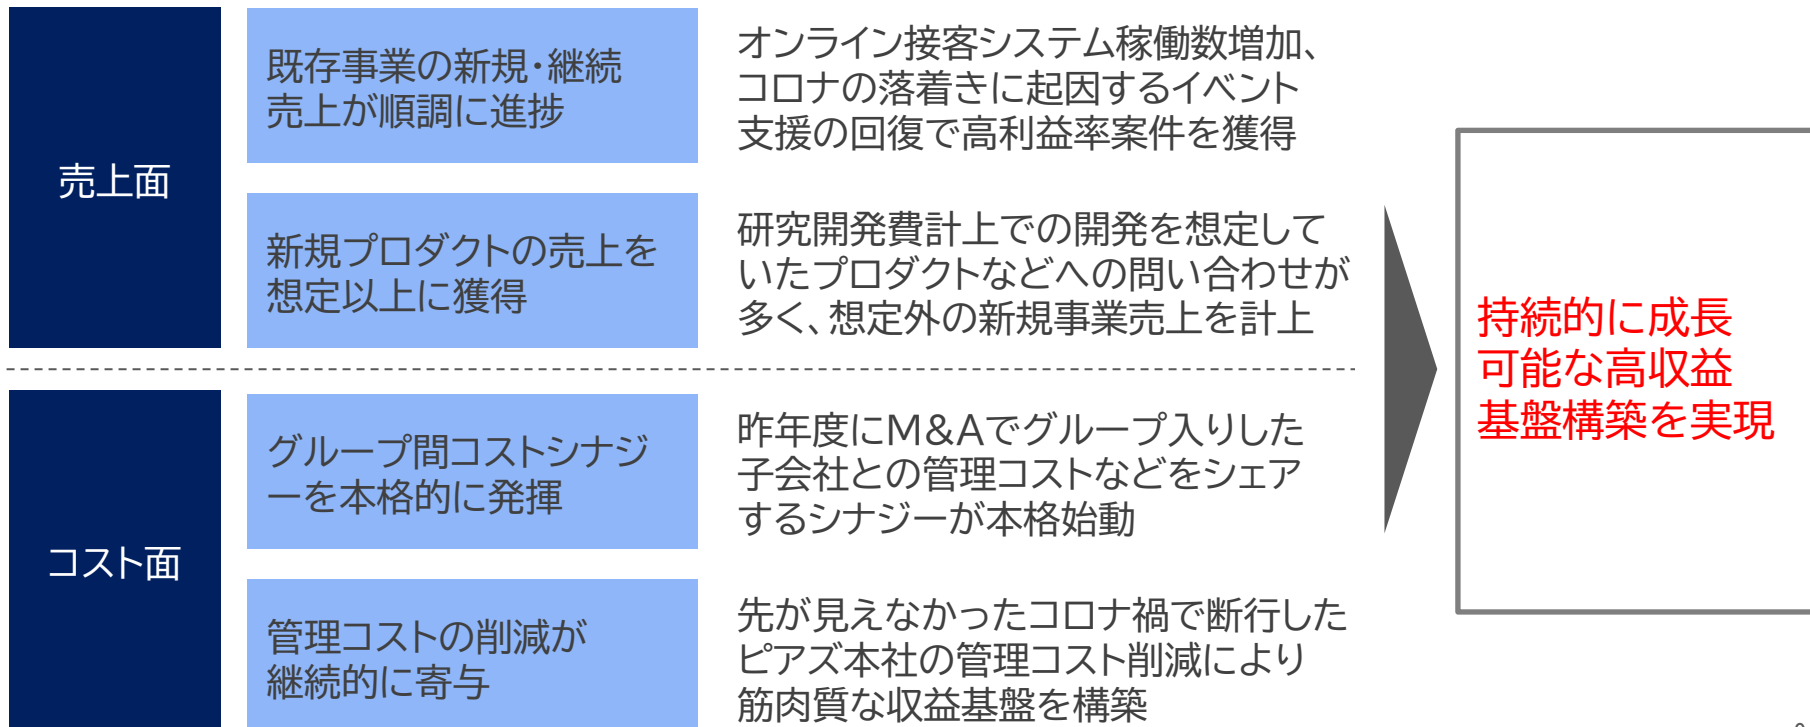 売上面
既存事業の新規・継続
売上が順調に進捗
オンライン接客システム稼働数増加、
コロナの落着きに起因するイベント
支援の回復で高利益率案件を獲得
新規プロダクトの売上を
想定以上に獲得
研究開発費計上での開発を想定して
いたプロダクトなどへの問い合わせが
多く、想定外の新規事業売上を計上
コスト面
グループ間コストシナジ
ーを本格的に発揮
昨年度にM&Aでグループ入りした
子会社との管理コストなどをシェア
するシナジーが本格始動
管理コストの削減が
継続的に寄与
先が見えなかったコロナ禍で断行した
ピアズ本社の管理コスト削減により
筋肉質な収益基盤を構築
持続的に成長
可能な高収益
基盤構築を実現